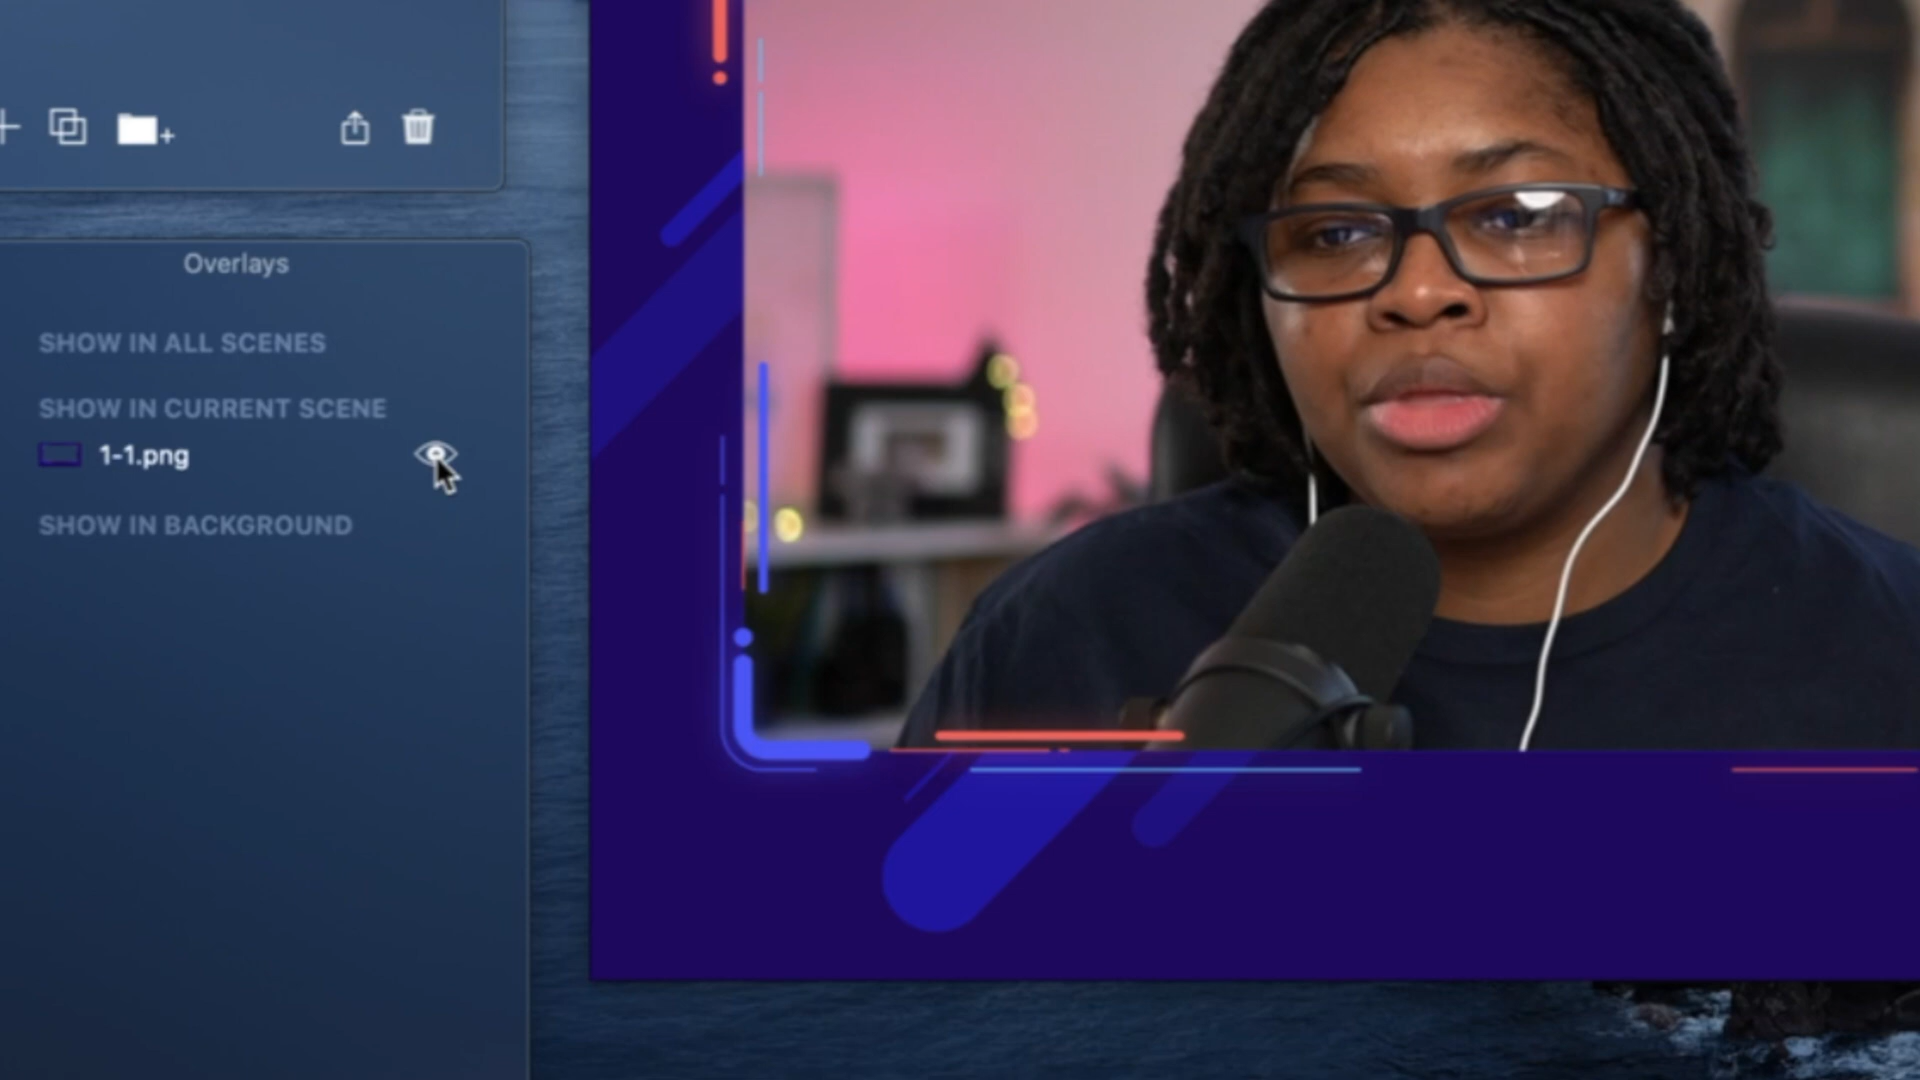 Overlays
SHOW IN ALL SCENES
SHOW IN CURRENT SCENE
1-1.png
SHOW IN BACKGROUND